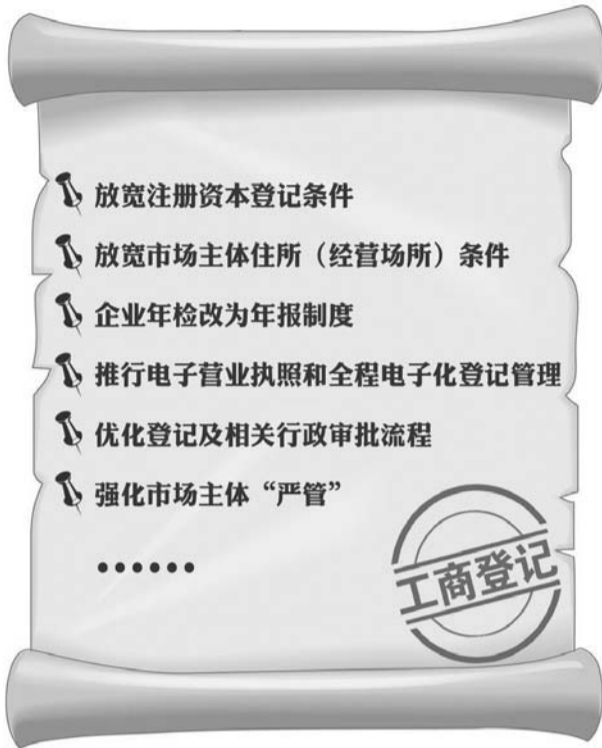 放宽注册资本登记条件
放宽市场主体住所（经营场所）条件
企业年检改为年报制度
推行电子营业执照和全程电子化登记管理
优化登记及相关行政审批流程
强化市场主体“严管”
••••••
工商登记